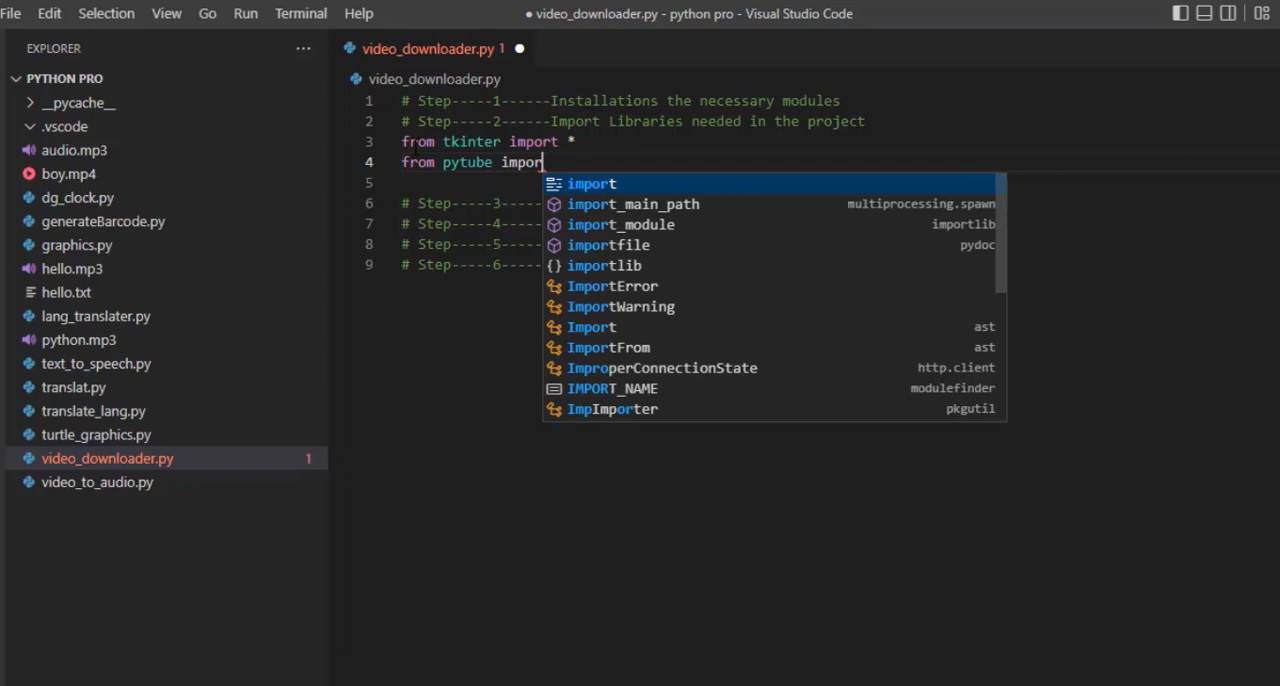 File Edit Selection View Go Run Terminal Help ● video_downloader.py - python pro - Visual Studio Code
EXPLORER ···
video_downloader.py 1 ●
PYTHON PRO
video_downloader.py
__pycache__
.vscode
audio.mp3
boy.mp4
dg_clock.py
generateBarcode.py
graphics.py
hello.mp3
hello.txt
lang_translater.py
python.mp3
text_to_speech.py
translat.py
translate_lang.py
turtle_graphics.py
video_downloader.py 1
video_to_audio.py
1 # Step-----1------Installations the necessary modules
2 # Step-----2------Import Libraries needed in the project
3 from tkinter import *
4 from pytube impor
5
6 # Step-----3-----
7 # Step-----4-----
8 # Step-----5-----
9 # Step-----6-----
import
import_main_path multiprocessing.spawn
import_module importlib
importfile pydoc
{} importlib
ImportError
ImportWarning
Import ast
ImportFrom ast
ImproperConnectionState http.client
IMPORT_NAME modulefinder
ImpImporter pkgutil